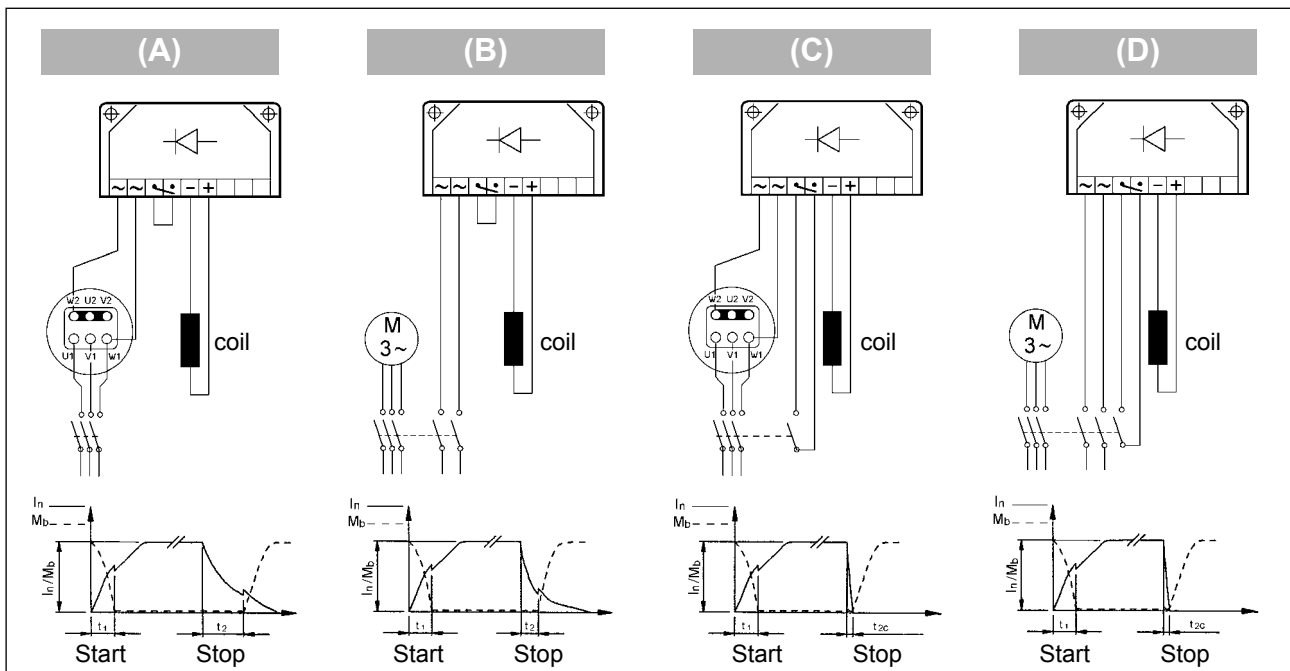 (A) (B) (C) (D)
~ ~ − + ~ ~ − + ~ ~ − + ~ ~ − +
W2 U2 V2 W2 U2 V2
M M
3~ coil coil 3~ coil coil
U1 V1 W1 U1 V1 W1
In In In In
Mb Mb Mb Mb
In/Mb In/Mb In/Mb In/Mb
t1 t2 t1 t2 t1 t2c t1 t2c
Start Stop Start Stop Start Stop Start Stop